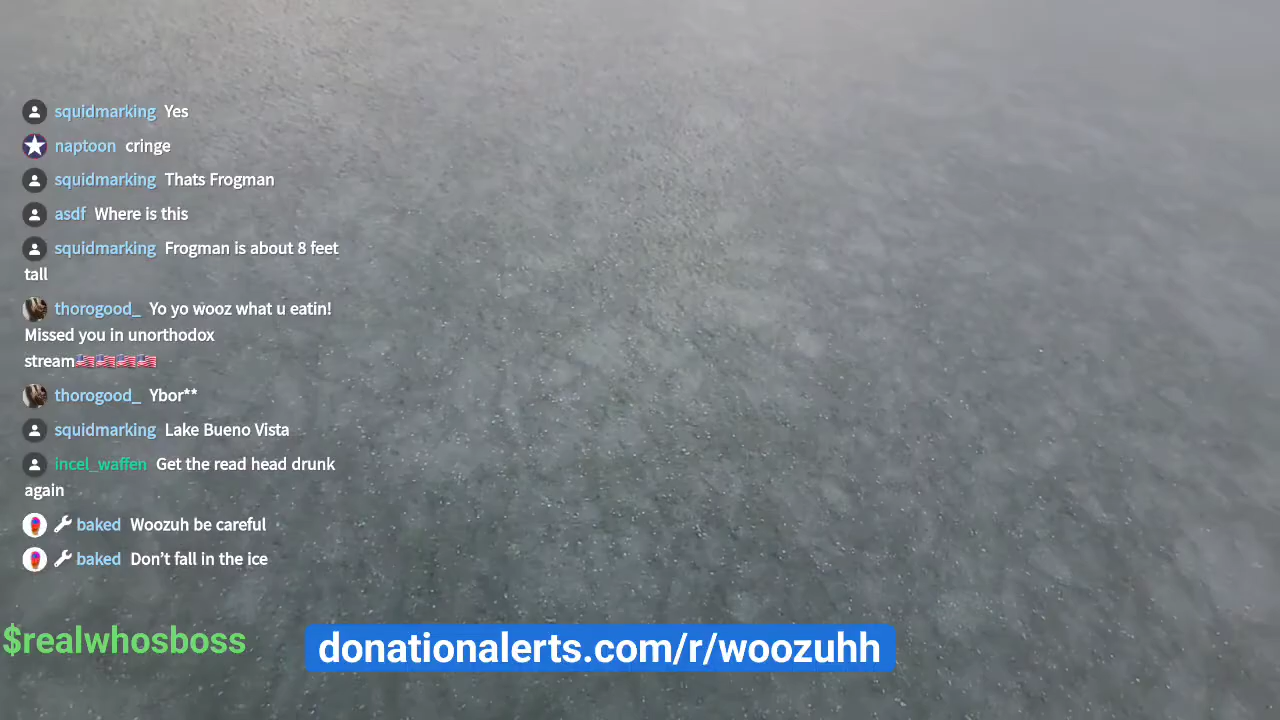 squidmarking Yes
naptoon cringe
squidmarking Thats Frogman
asdf Where is this
squidmarking Frogman is about 8 feet
tall
thorogood_ Yo yo wooz what u eatin!
Missed you in unorthodox
stream🇺🇸🇺🇸🇺🇸🇺🇸
thorogood_ Ybor**
squidmarking Lake Bueno Vista
incel_waffen Get the read head drunk
again
baked Woozuh be careful
baked Don’t fall in the ice
$realwhosboss
donationalerts.com/r/woozuhh